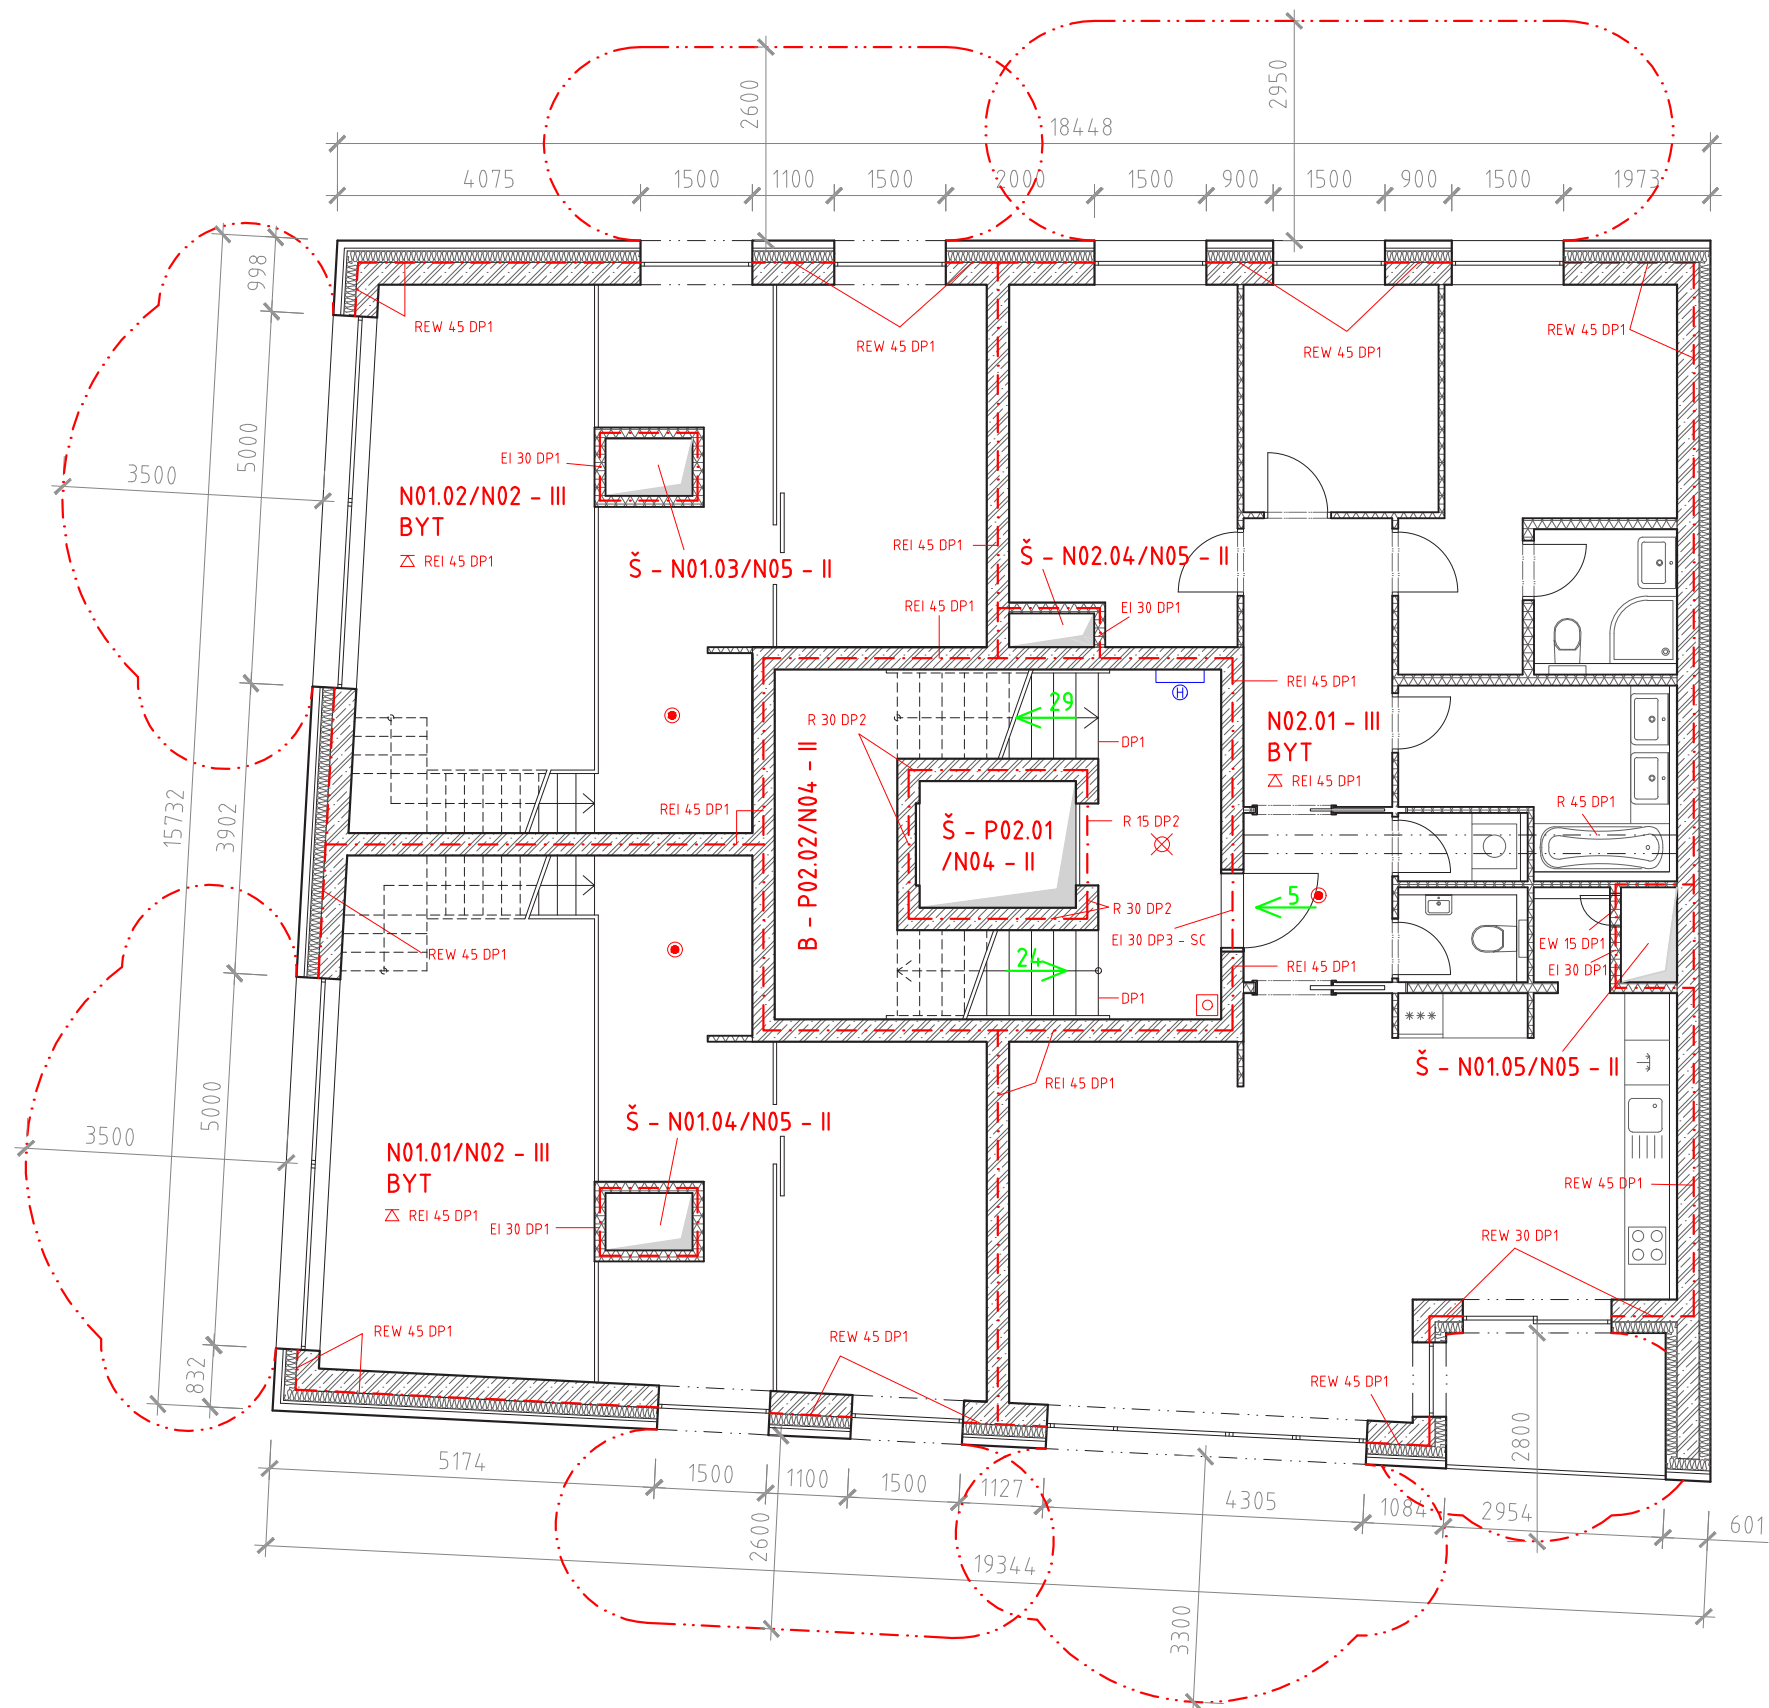 2950
2600
18448
4075
1500
1100
1500
2000
1500
900
1500
900
1500
1973
998
REW 45 DP1
REW 45 DP1
REW 45 DP1
REW 45 DP1
5000
3500
EI 30 DP1
N01.02/N02 - III
BYT
REI 45 DP1
Š - N01.03/N05 - II
REI 45 DP1
Š - N02.04/N05 - II
REI 45 DP1
EI 30 DP1
REI 45 DP1
H
29
R 30 DP2
N02.01 - III
BYT
REI 45 DP1
DP1
B - P02.02/N04 - II
15732
3902
REI 45 DP1
R 45 DP1
Š - P02.01
/N04 - II
R 15 DP2
5
R 30 DP2
EI 30 DP3 - SC
EW 15 DP1
EI 30 DP1
REW 45 DP1
24
REI 45 DP1
DP1
***
Š - N01.05/N05 - II
REI 45 DP1
5000
3500
Š - N01.04/N05 - II
N01.01/N02 - III
BYT
REI 45 DP1
EI 30 DP1
REW 45 DP1
REW 30 DP1
REW 45 DP1
REW 45 DP1
832
REW 45 DP1
2800
5174
1500
1100
1500
1127
4305
1084
2954
601
2600
19344
3300